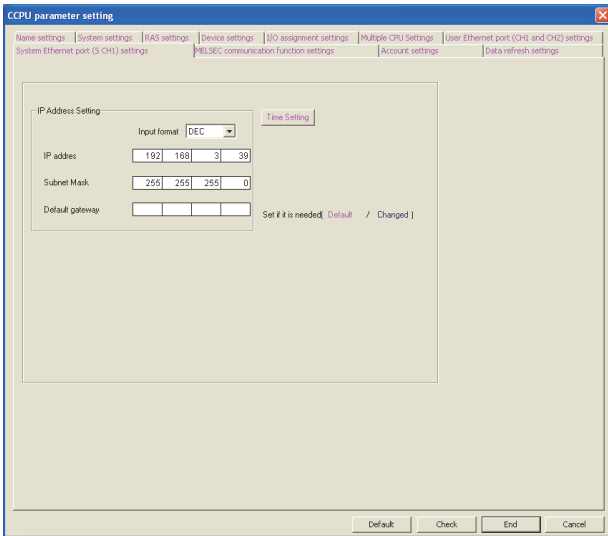 CCPU parameter setting
Name settings System settings RAS settings Device settings I/O assignment settings Multiple CPU Settings User Ethernet port (CH1 and CH2) settings
System Ethernet port (S CH1) settings MELSEC communication function settings Account settings Data refresh settings
IP Address Setting
Time Setting
Input format DEC
IP addres 192 168 3 39
Subnet Mask 255 255 255 0
Default gateway
Set if it is needed( Default / Changed )
Default Check End Cancel